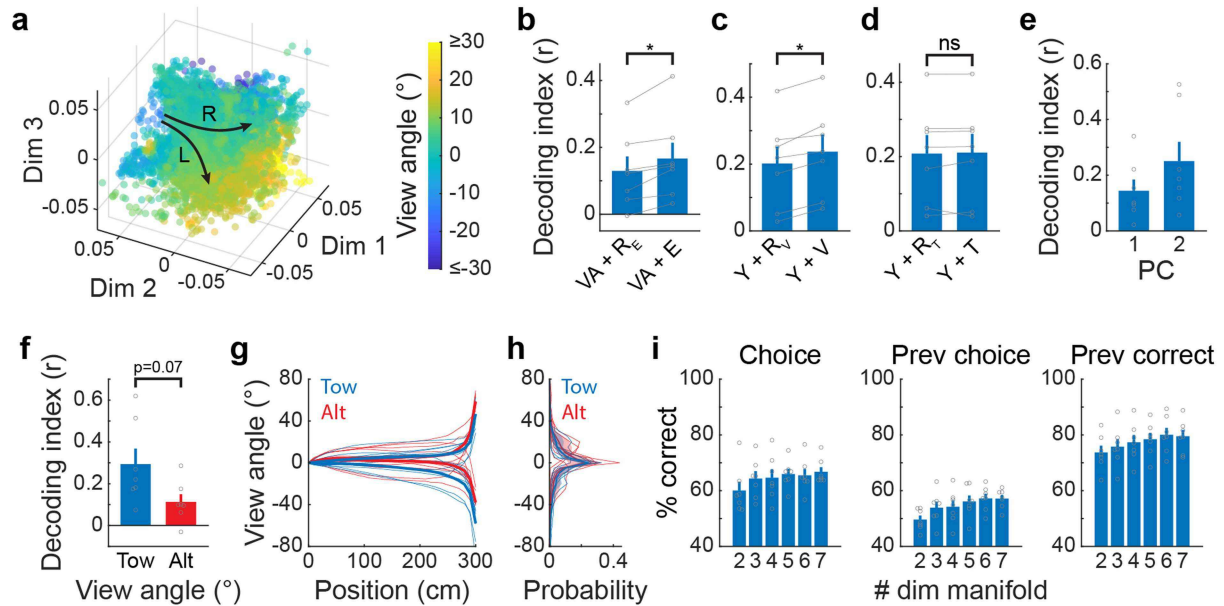 a
R
L
Dim 3
0.05
0
-0.05
0.05
0
-0.05
Dim 2
0.05
0
-0.05
Dim 1
View angle (°)
≥30
20
10
0
-10
-20
≤-30
b
*
Decoding index (r)
0.4
0.2
0
VA + R_E
VA + E
c
*
Decoding index (r)
0.4
0.2
0
Y + R_V
Y + V
d
ns
Decoding index (r)
0.4
0.2
0
Y + R_T
Y + T
e
Decoding index (r)
0.6
0.4
0.2
0
1 2
PC
f
p=0.07
Decoding index (r)
0.6
0.4
0.2
0
Tow Alt
View angle (°)
g
Tow
Alt
View angle (°)
80
40
0
-40
-80
0 100 200 300
Position (cm)
h
Tow
Alt
80
40
0
-40
-80
0 0.4
Probability
i
Choice
% correct
100
80
60
40
2 3 4 5 6 7
Prev choice
100
80
60
40
2 3 4 5 6 7
Prev correct
100
80
60
40
2 3 4 5 6 7
# dim manifold